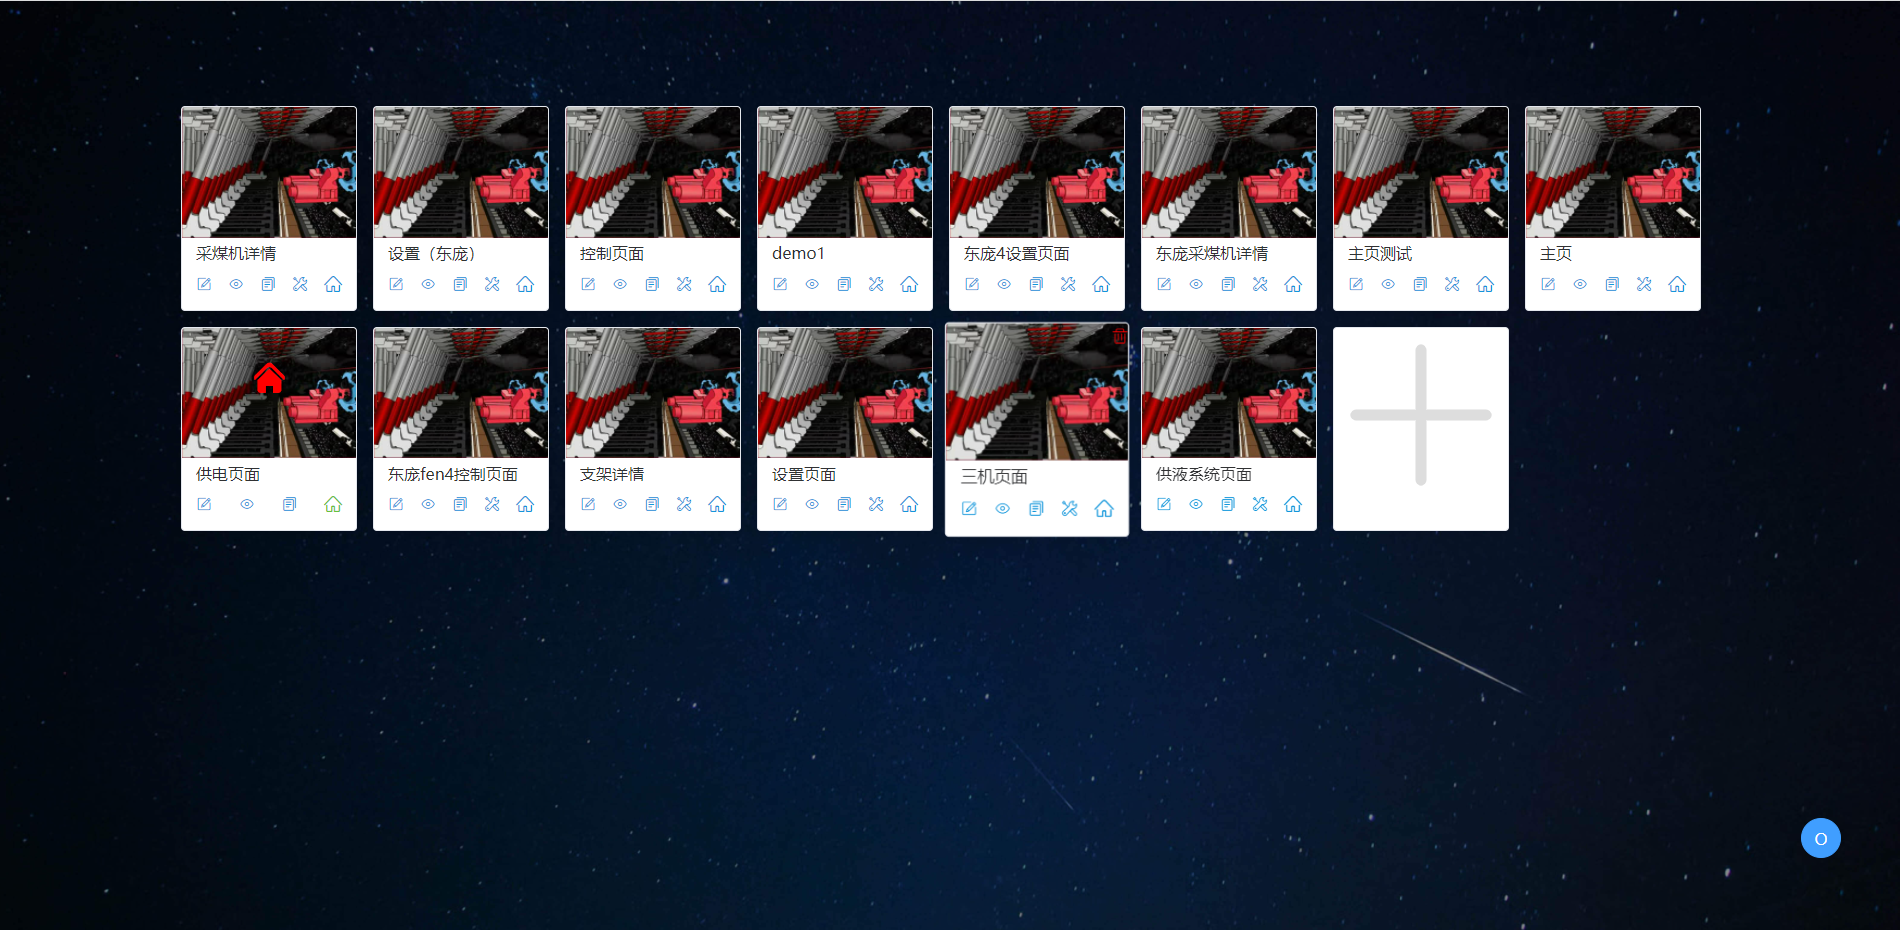 采煤机详情
设置（东庞）
控制页面
demo1
东庞4设置页面
东庞采煤机详情
主页测试
主页
供电页面
东庞fen4控制页面
支架详情
设置页面
三机页面
供液系统页面
O